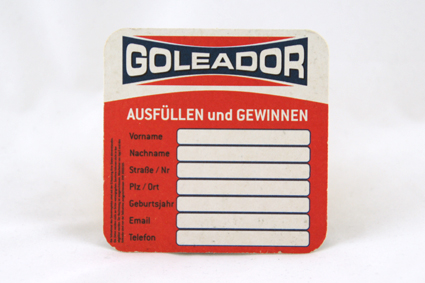 GOLEADOR
AUSFÜLLEN und GEWINNEN
Vorname
Nachname
Straße / Nr
Plz / Ort
Geburtsjahr
Email
Telefon